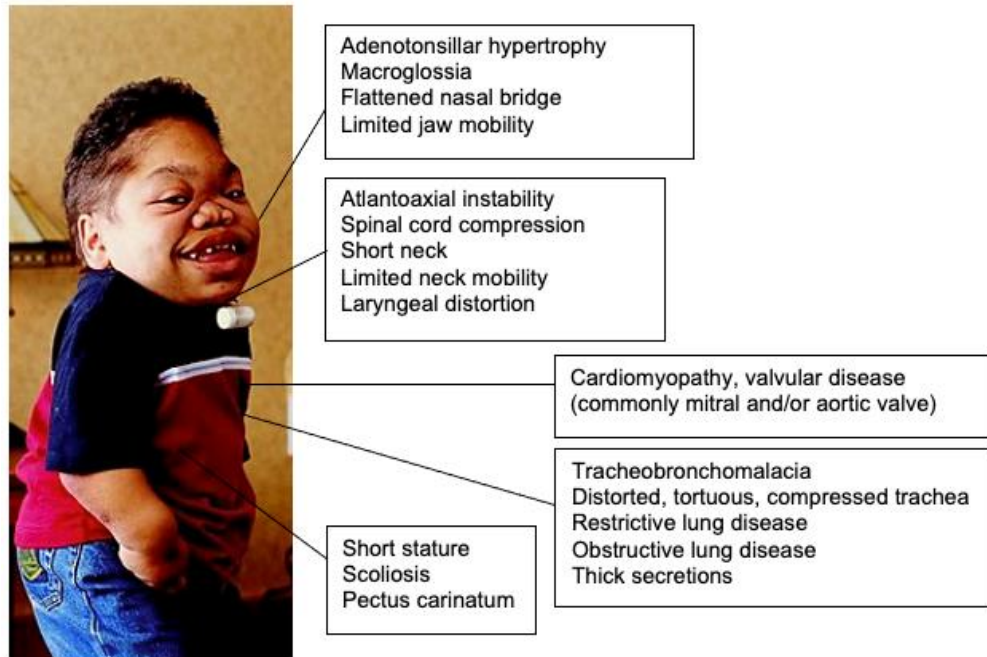 Adenotonsillar hypertrophy
Macroglossia
Flattened nasal bridge
Limited jaw mobility
Atlantoaxial instability
Spinal cord compression
Short neck
Limited neck mobility
Laryngeal distortion
Cardiomyopathy, valvular disease
(commonly mitral and/or aortic valve)
Tracheobronchomalacia
Distorted, tortuous, compressed trachea
Restrictive lung disease
Obstructive lung disease
Thick secretions
Short stature
Scoliosis
Pectus carinatum